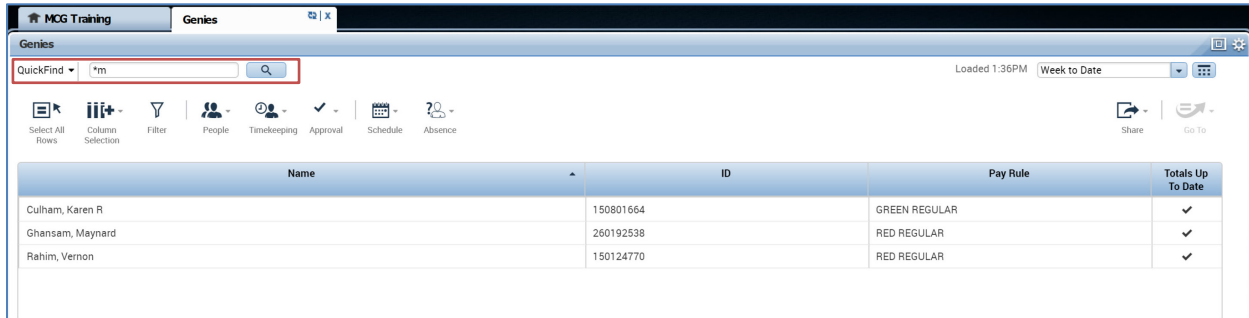 MCG Training Genies x
Genies
QuickFind *m Loaded 1:36PM Week to Date
Select All Rows Column Selection Filter People Timekeeping Approval Schedule Absence Share Go To
Name ID Pay Rule Totals Up To Date
Culham, Karen R 150801664 GREEN REGULAR
Ghansam, Maynard 260192538 RED REGULAR
Rahim, Vernon 150124770 RED REGULAR